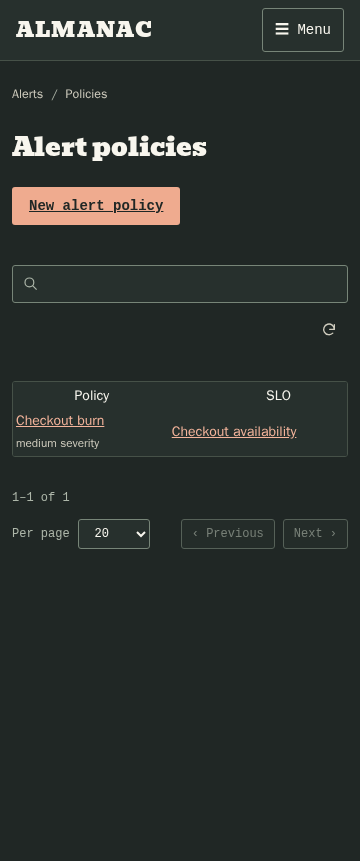 ALMANAC
☰ Menu
Alerts / Policies
Alert policies
New alert policy
Policy SLO
Checkout burn
medium severity
Checkout availability
1–1 of 1
Per page 20 ‹ Previous Next ›